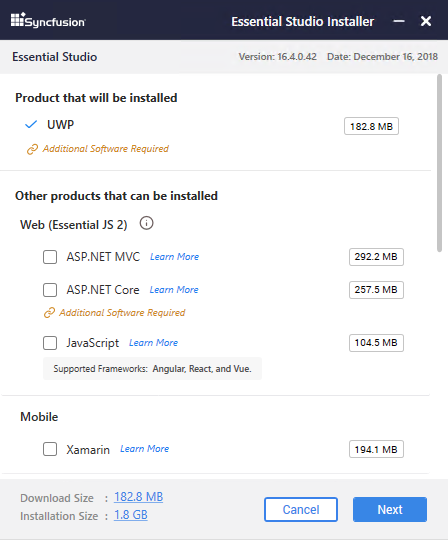 Syncfusion® Essential Studio Installer
Essential Studio Version: 16.4.0.42 Date: December 16, 2018
Product that will be installed
UWP 182.8 MB
Additional Software Required
Other products that can be installed
Web (Essential JS 2)
ASP.NET MVC Learn More 292.2 MB
ASP.NET Core Learn More 257.5 MB
Additional Software Required
JavaScript Learn More 104.5 MB
Supported Frameworks: Angular, React, and Vue.
Mobile
Xamarin Learn More 194.1 MB
Download Size : 182.8 MB
Installation Size : 1.8 GB
Cancel Next